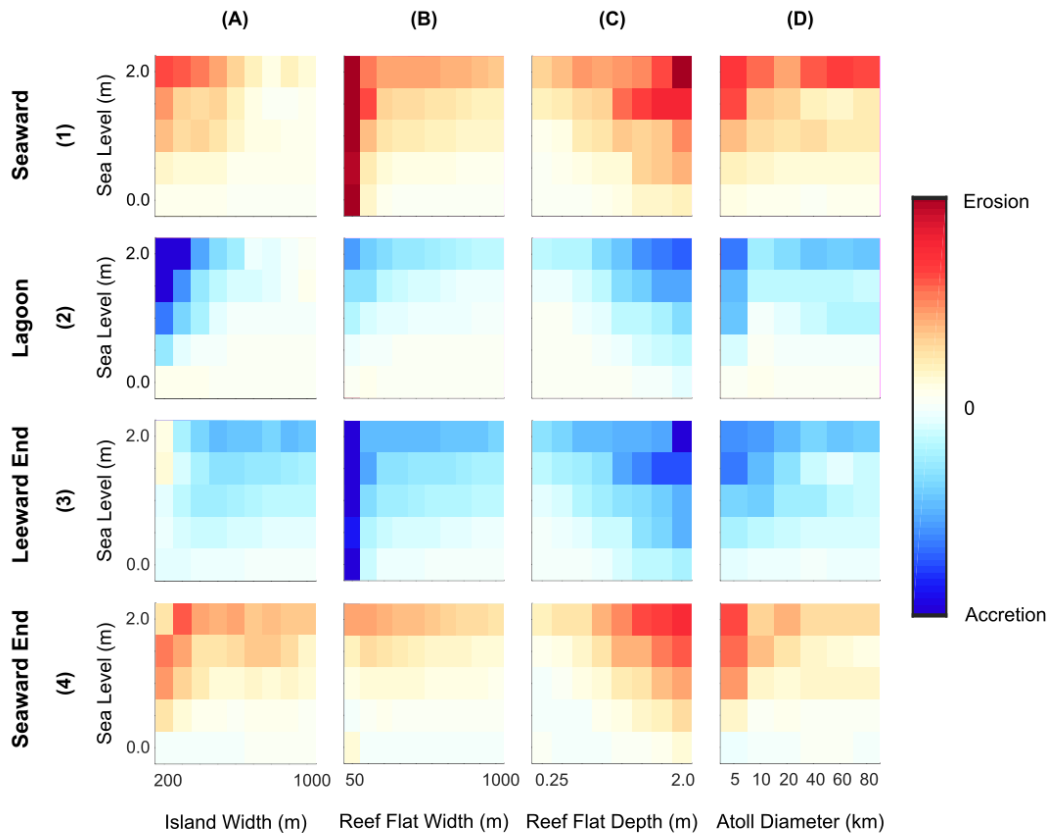 (A) (B) (C) (D)
Seaward
(1)
Sea Level (m)
2.0
0.0
Lagoon
(2)
Sea Level (m)
2.0
0.0
Leeward End
(3)
Sea Level (m)
2.0
0.0
Seaward End
(4)
Sea Level (m)
2.0
0.0
200 1000 50 1000 0.25 2.0 5 10 20 40 60 80
Island Width (m) Reef Flat Width (m) Reef Flat Depth (m) Atoll Diameter (km)
Erosion
0
Accretion